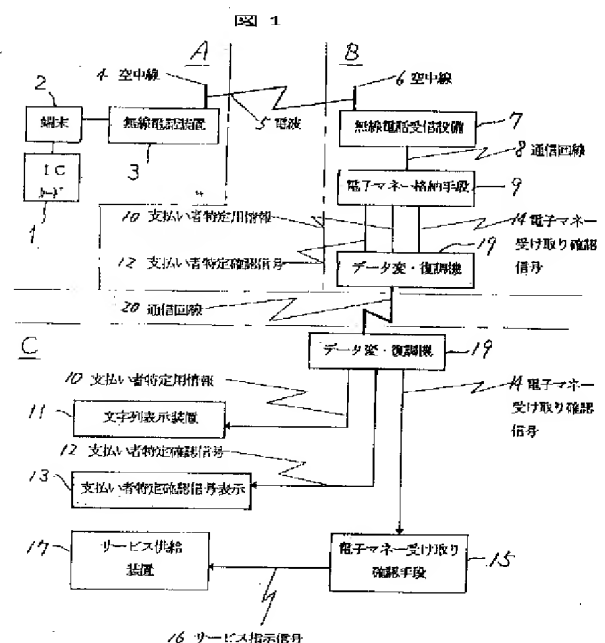 図 1
A
B
4 空中線
6 空中線
2
端末
無線電話装置
5 電波
無線電話受信設備
7
3
8 通信回線
IC
カード
1
電子マネー格納手段
9
10 支払い者特定用情報
14 電子マネー
受け取り確認
信号
12 支払い者特定確認信号
19
データ変・復調機
20 通信回線
C
データ変・復調機
19
10 支払い者特定用情報
14 電子マネー
受け取り確認
信号
11
文字列表示装置
12 支払い者特定確認信号
13
支払い者特定確認信号表示
17
サービス供給
装置
電子マネー受け取り
確認手段
15
16 サービス指示信号